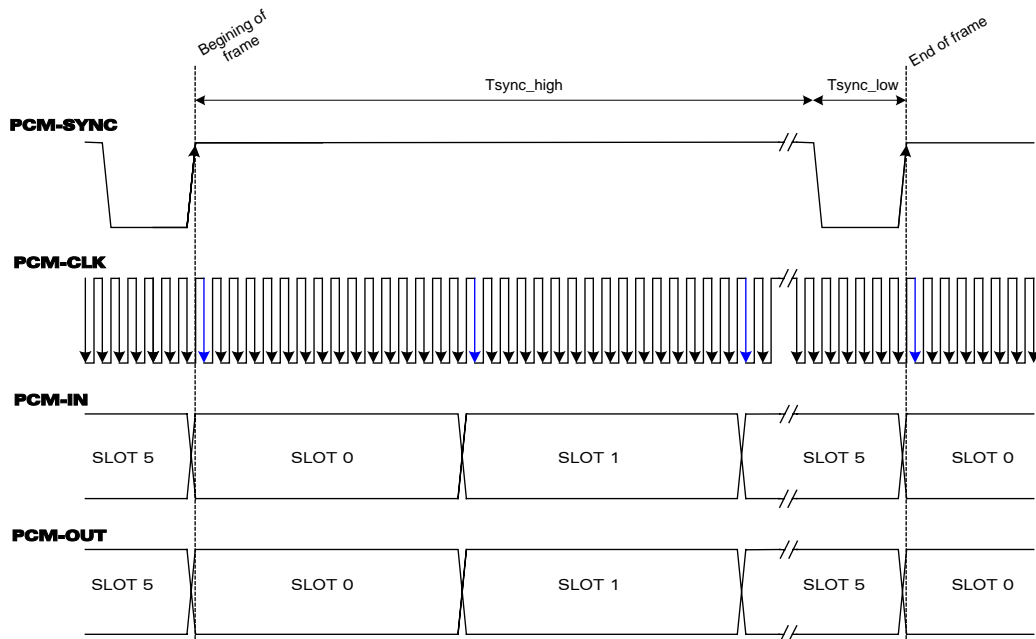 Begining of
frame
End of frame
Tsync_high
Tsync_low
PCM-SYNC
PCM-CLK
PCM-IN
SLOT 5
SLOT 0
SLOT 1
SLOT 5
SLOT 0
PCM-OUT
SLOT 5
SLOT 0
SLOT 1
SLOT 5
SLOT 0